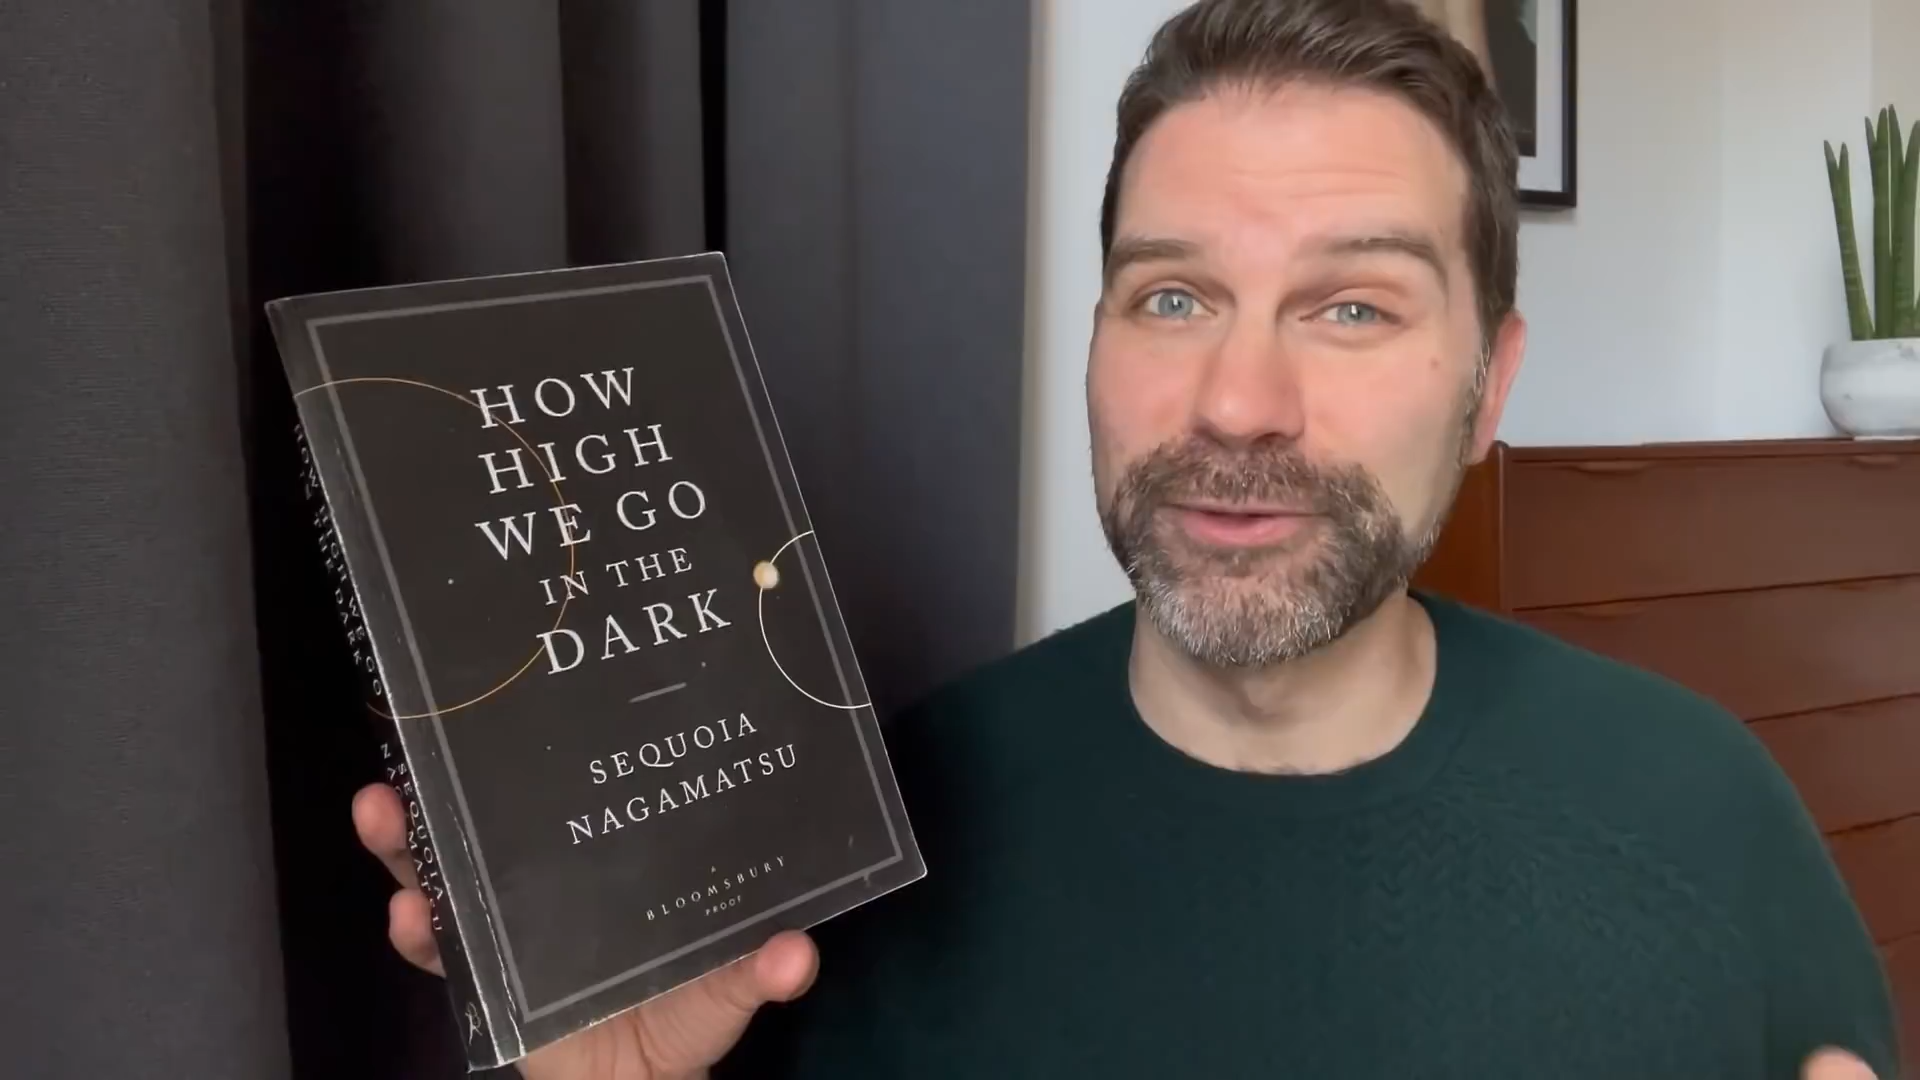 HOW
HIGH
WE GO
IN THE
DARK
SEQUOIA
NAGAMATSU
BLOOMSBURY
PROOF
HOW HIGH WE GO
IN THE DARK
SEQUOIA